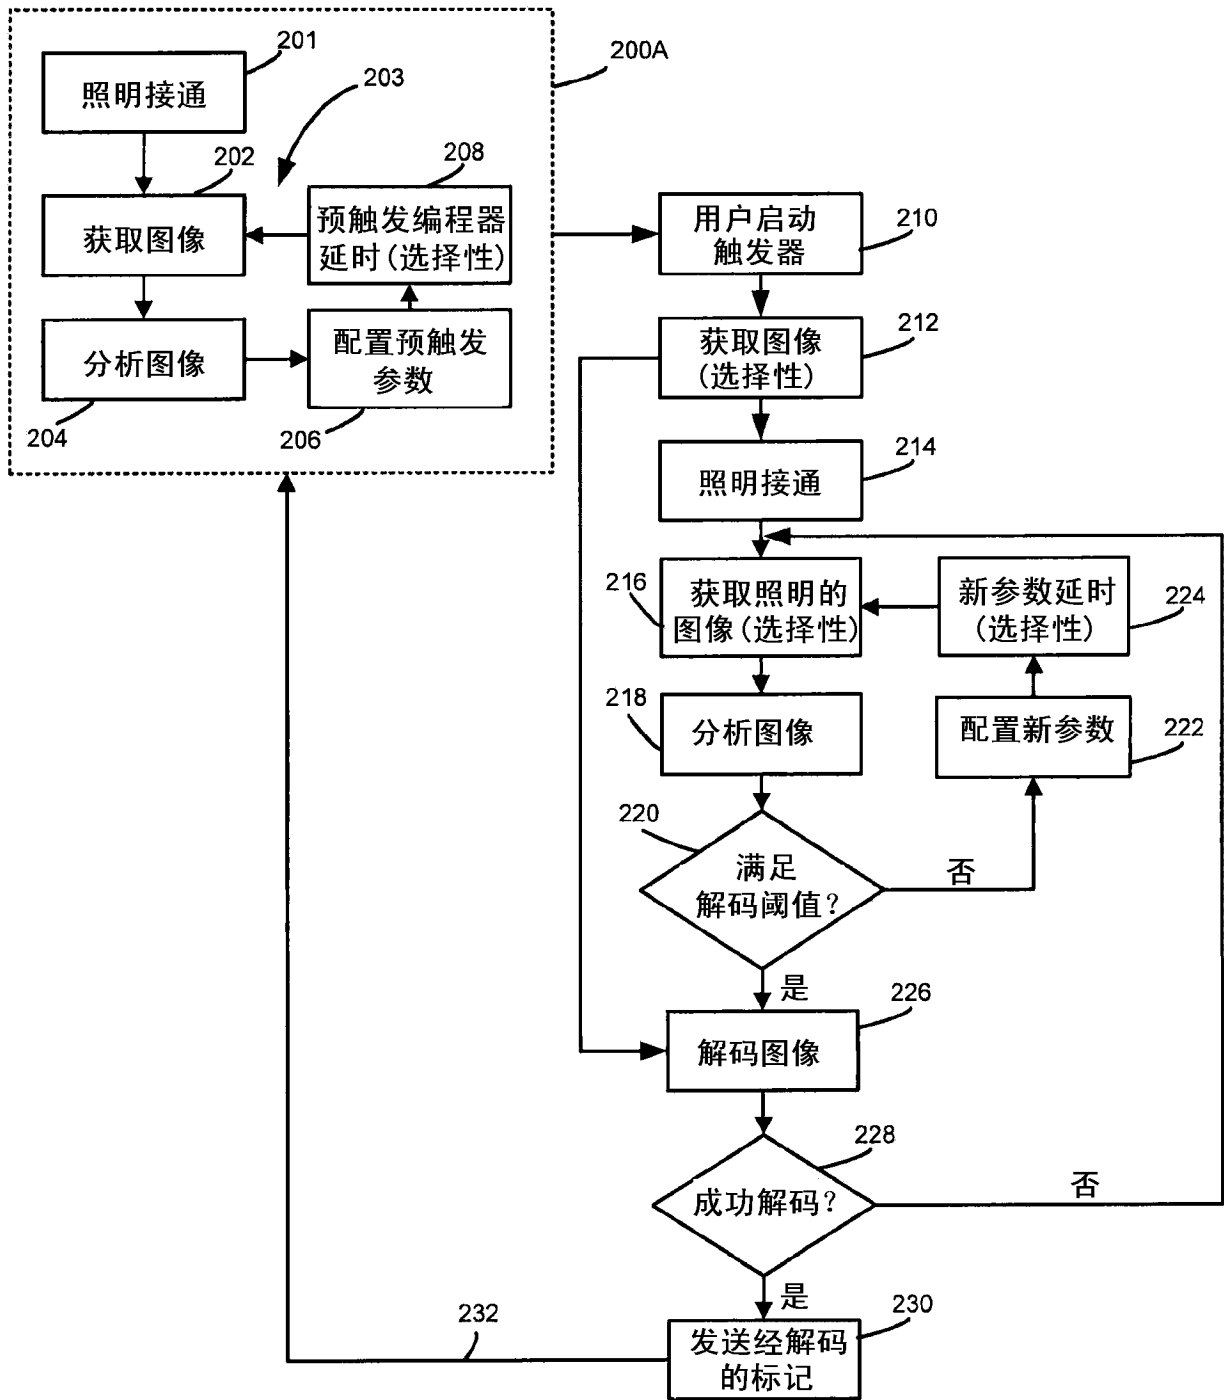 201
照明接通
200A
203
202
208
获取图像
预触发编程器
延时(选择性)
用户启动
触发器
210
分析图像
配置预触发
参数
204
206
获取图像
(选择性)
212
照明接通
214
216
获取照明的
图像(选择性)
新参数延时
(选择性)
224
218
分析图像
配置新参数
222
220
满足
解码阈值?
否
是
226
解码图像
228
成功解码?
否
是
232
230
发送经解码
的标记